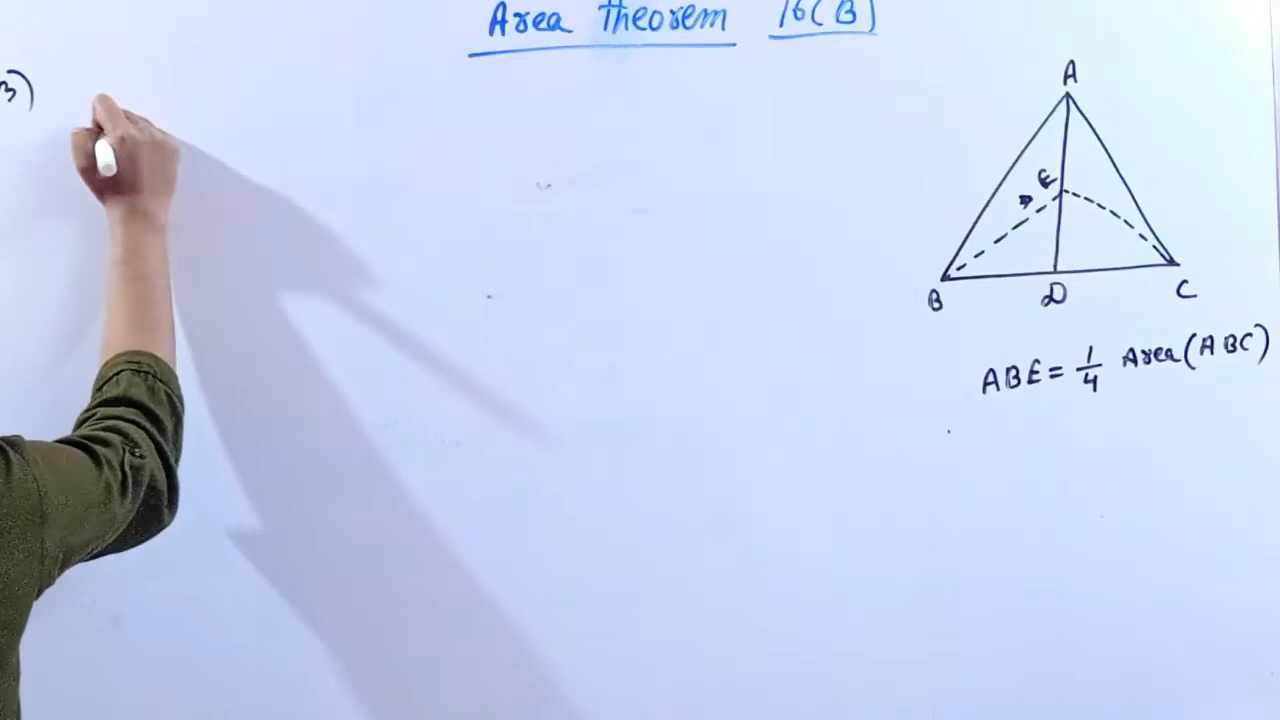 Area Theorem 16(B)
3)
A
E
B D C
ABE = 1/4 Area (ABC)